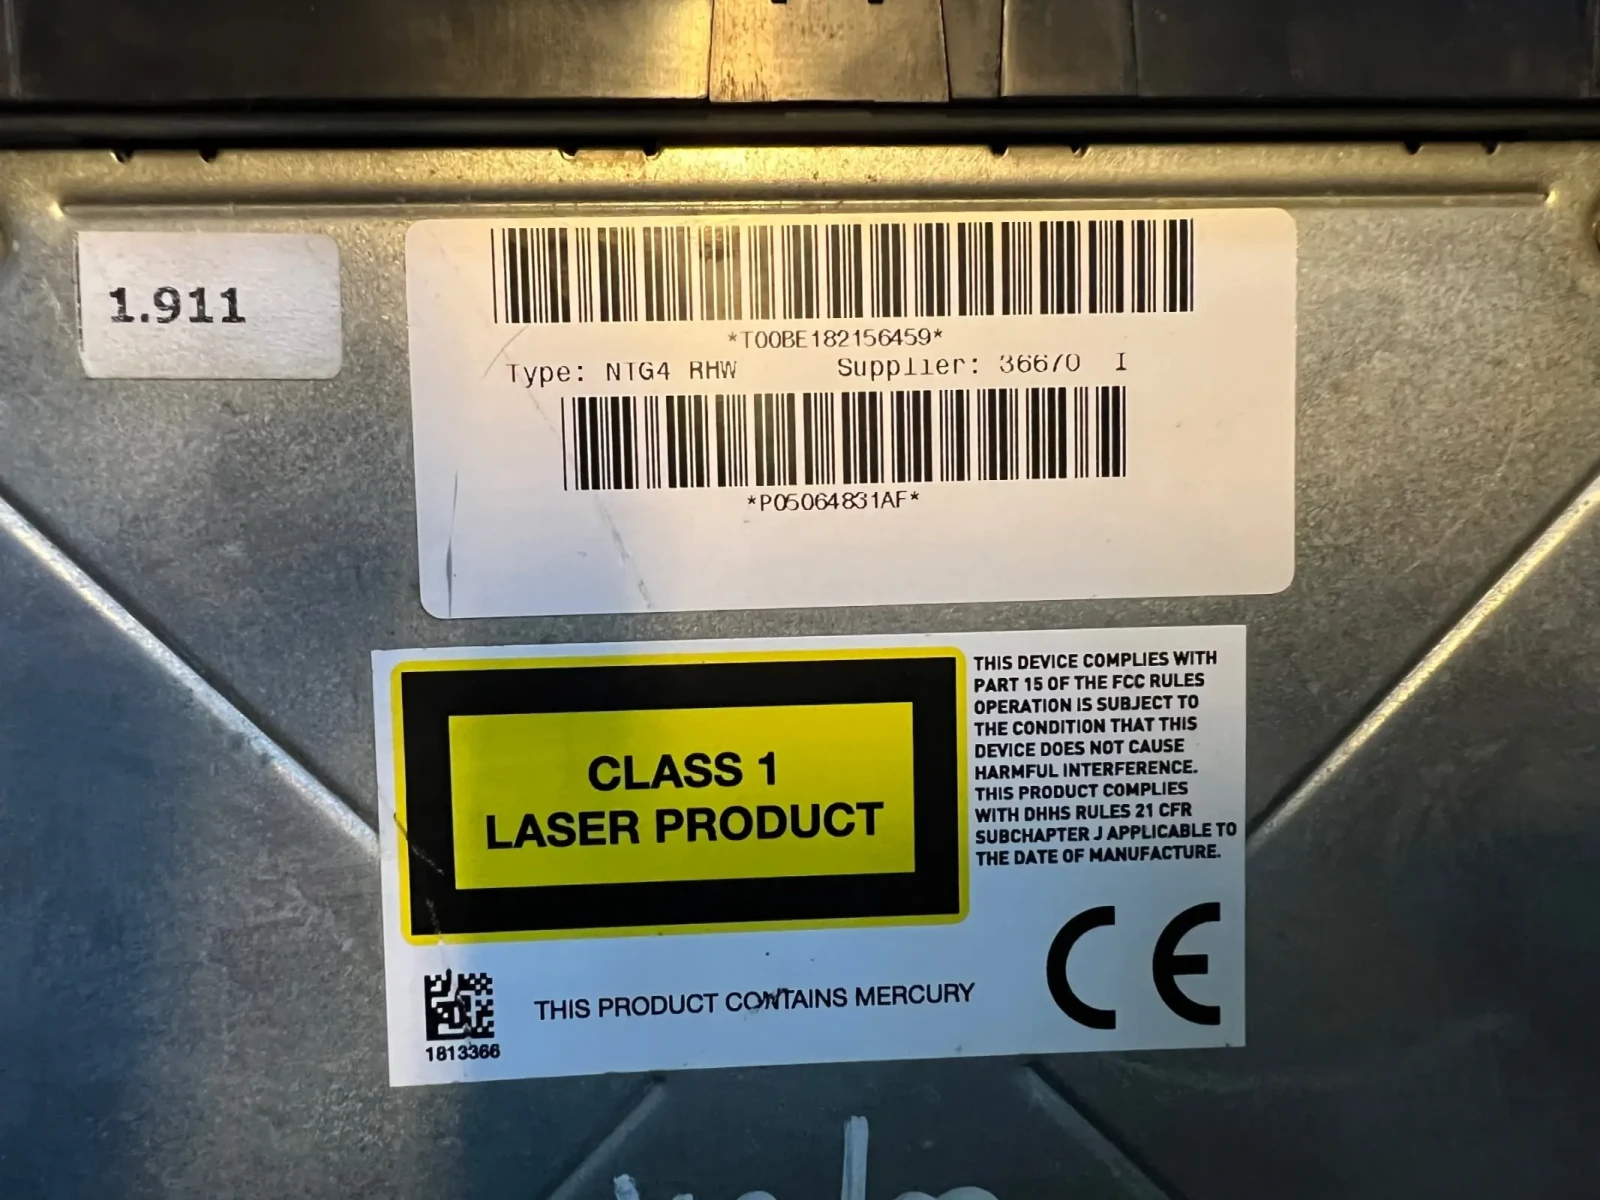 1.911
*T00BE182156459*
Type: NTG4 RHW Supplier: 36670 I
*P05064831AF*
CLASS 1
LASER PRODUCT
THIS DEVICE COMPLIES WITH
PART 15 OF THE FCC RULES
OPERATION IS SUBJECT TO
THE CONDITION THAT THIS
DEVICE DOES NOT CAUSE
HARMFUL INTERFERENCE.
THIS PRODUCT COMPLIES
WITH DHHS RULES 21 CFR
SUBCHAPTER J APPLICABLE TO
THE DATE OF MANUFACTURE.
CE
THIS PRODUCT CONTAINS MERCURY
1813366